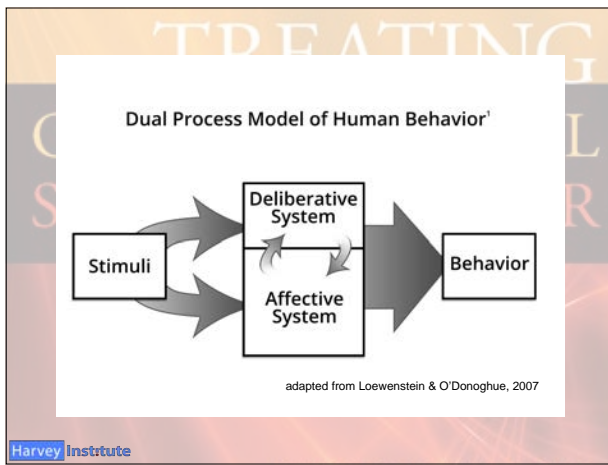 TREATING
Dual Process Model of Human Behavior¹
Deliberative
System
Stimuli
Behavior
Affective
System
adapted from Loewenstein & O'Donoghue, 2007
Harvey Institute